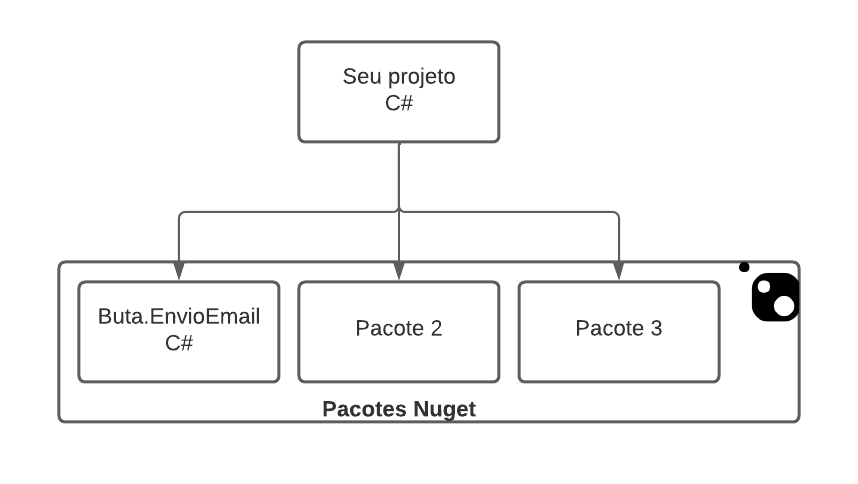 Seu projeto
C#
Buta.EnvioEmail
C#
Pacote 2
Pacote 3
Pacotes Nuget